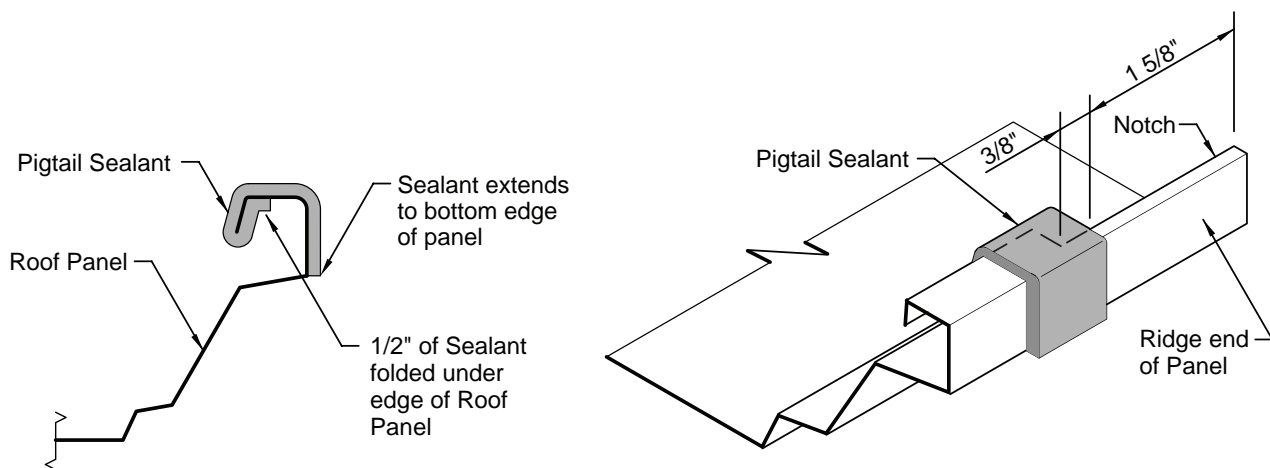 Pigtail Sealant
Roof Panel
Sealant extends
to bottom edge
of panel
1/2" of Sealant
folded under
edge of Roof
Panel
Pigtail Sealant
3/8"
1 5/8"
Notch
Ridge end
of Panel